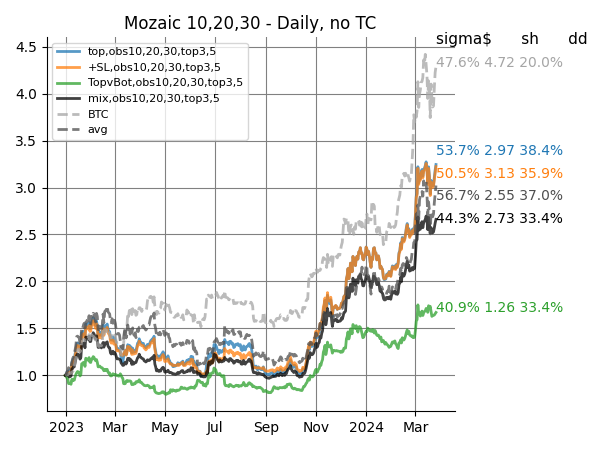 Mozaic 10,20,30 - Daily, no TC
sigma$ sh dd
top,obs10,20,30,top3,5
+SL,obs10,20,30,top3,5
TopvBot,obs10,20,30,top3,5
mix,obs10,20,30,top3,5
BTC
avg
47.6% 4.72 20.0%
53.7% 2.97 38.4%
50.5% 3.13 35.9%
56.7% 2.55 37.0%
44.3% 2.73 33.4%
40.9% 1.26 33.4%
4.5
4.0
3.5
3.0
2.5
2.0
1.5
1.0
2023 Mar May Jul Sep Nov 2024 Mar